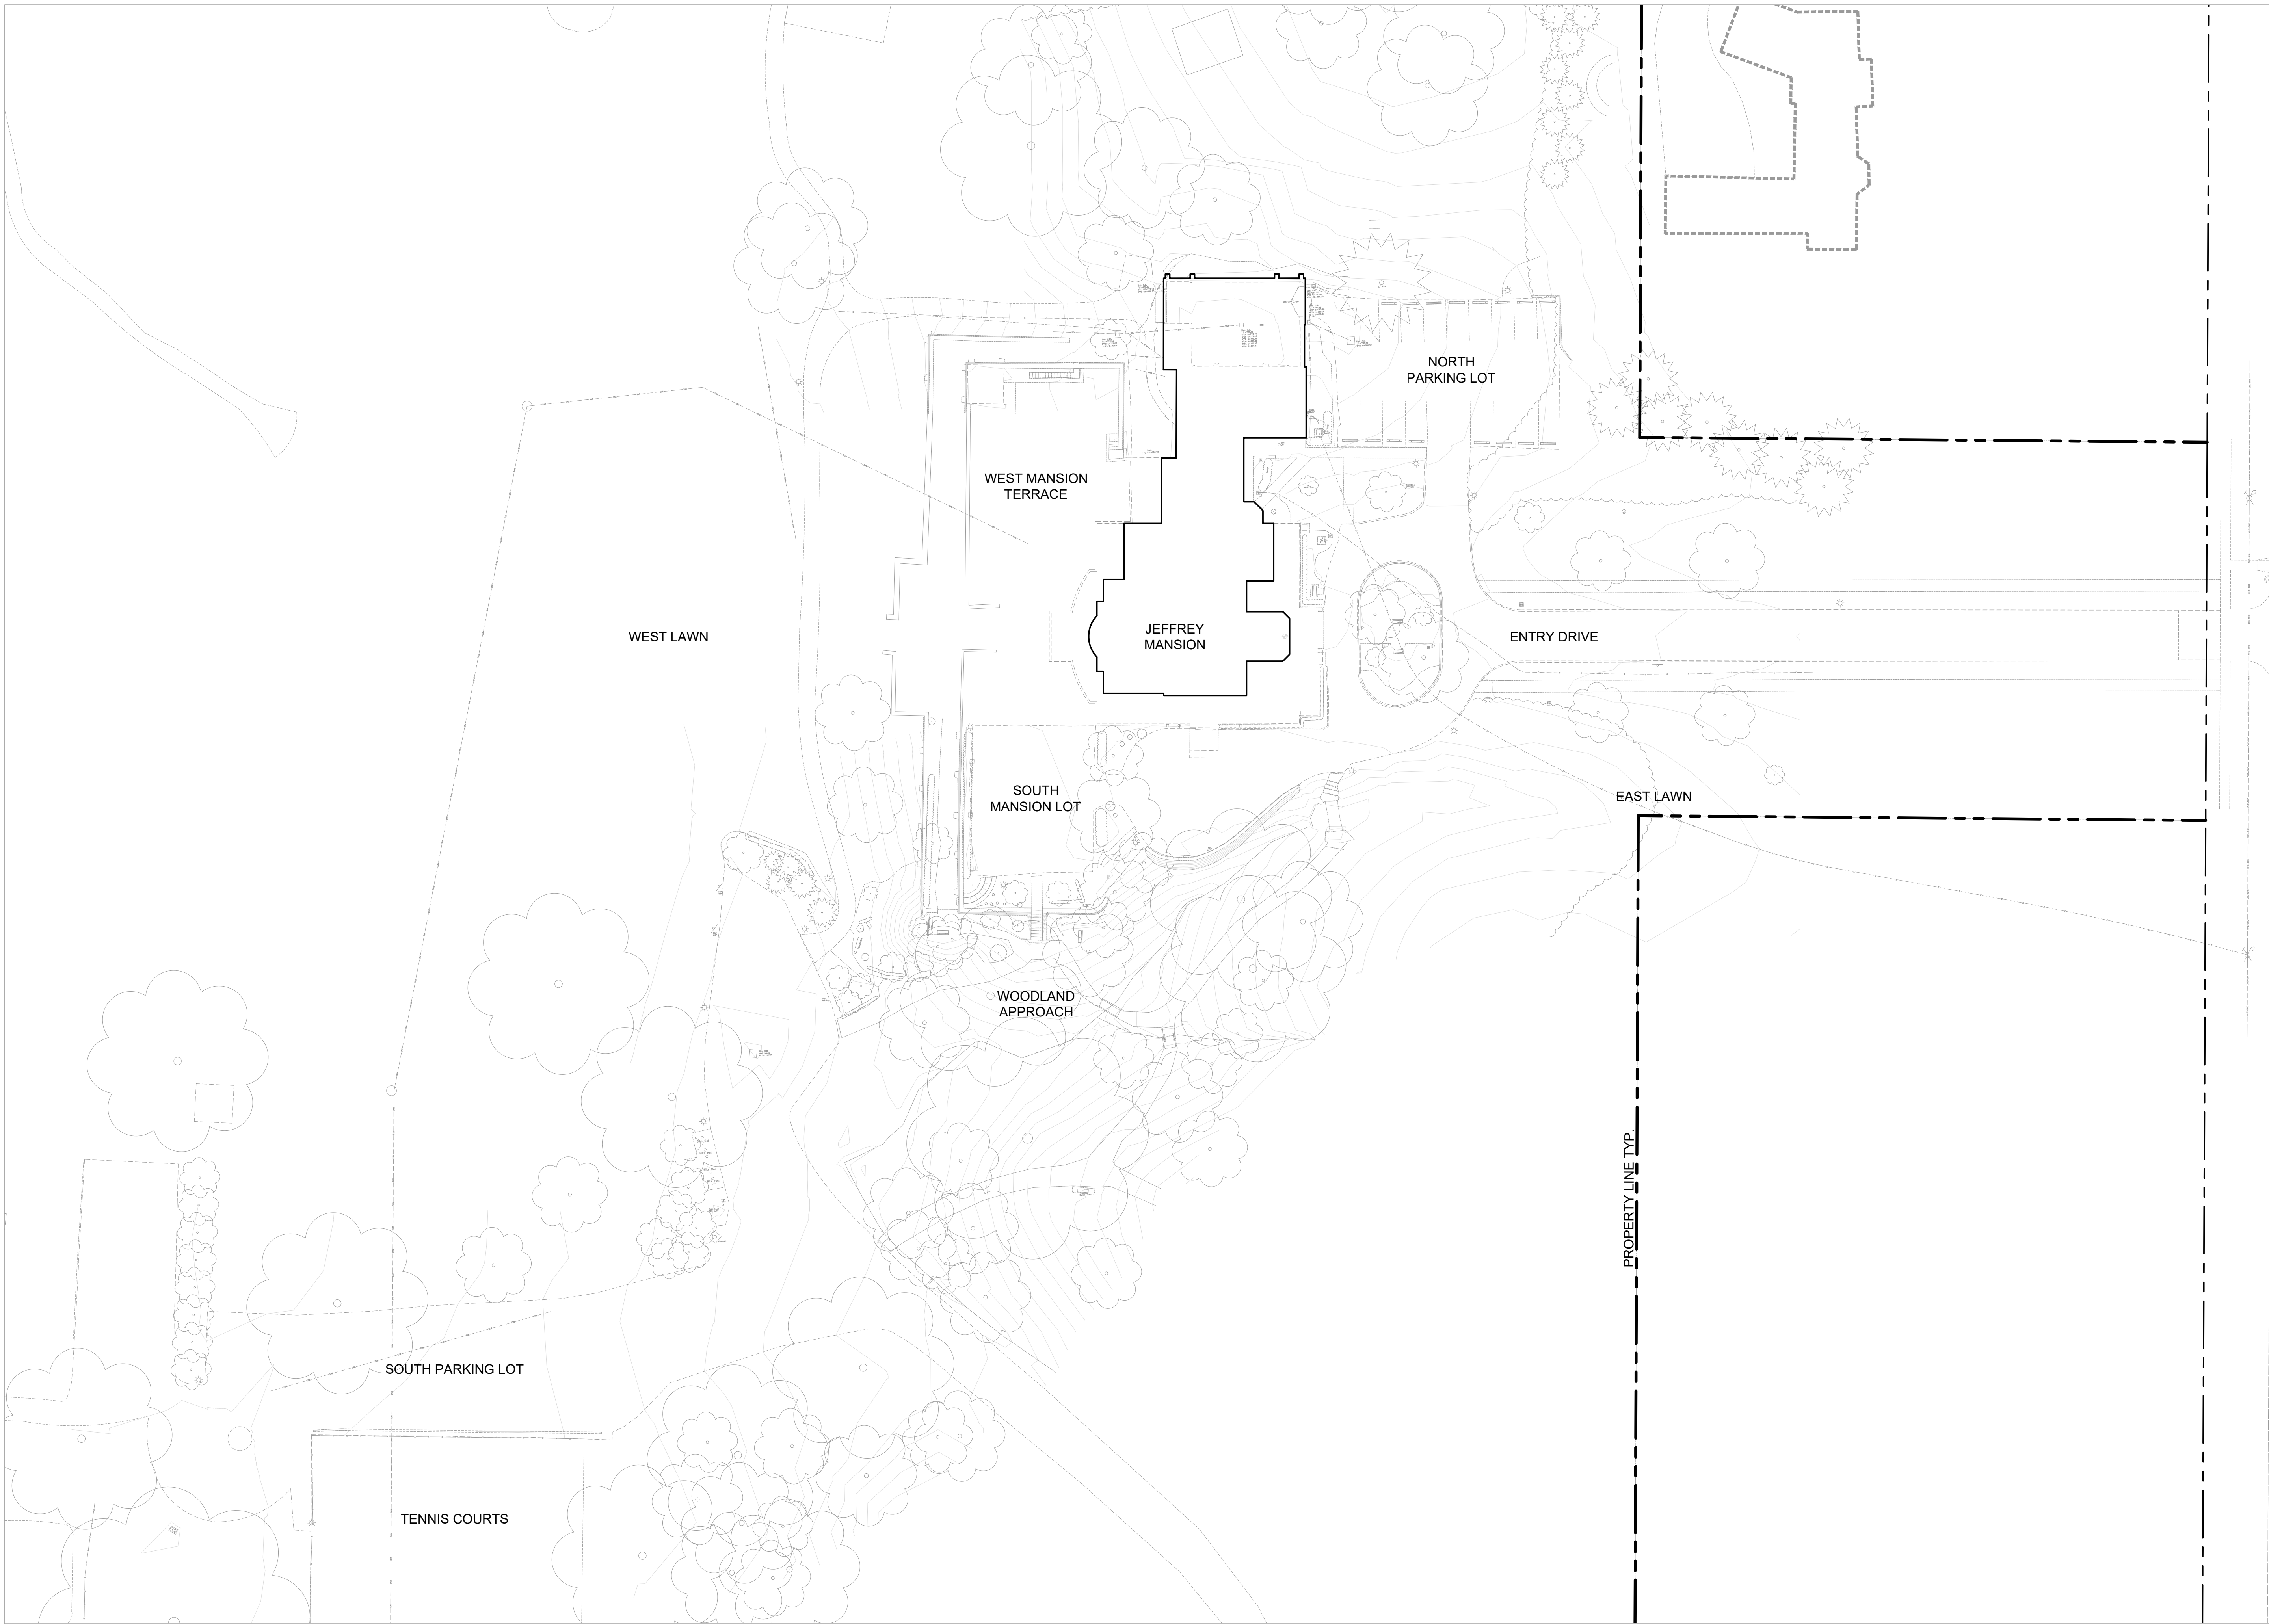 NORTH
PARKING LOT
WEST MANSION
TERRACE
WEST LAWN
JEFFREY
MANSION
ENTRY DRIVE
SOUTH
MANSION LOT
EAST LAWN
WOODLAND
APPROACH
PROPERTY LINE TYP.
SOUTH PARKING LOT
TENNIS COURTS